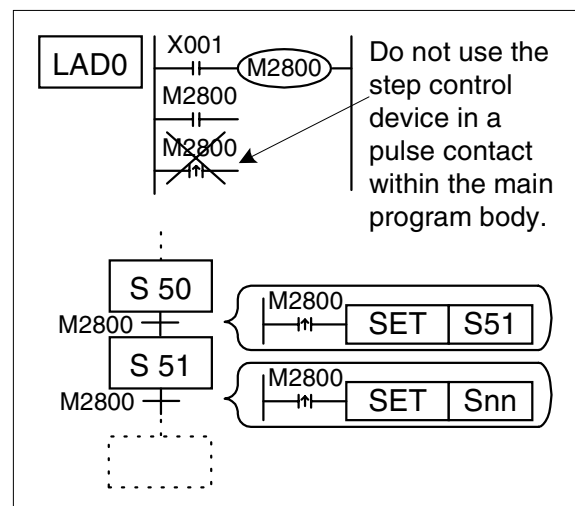 LAD0
X001
M2800
M2800
M2800
Do not use the
step control
device in a
pulse contact
within the main
program body.
S 50
M2800
M2800
SET S51
S 51
M2800
M2800
SET Snn